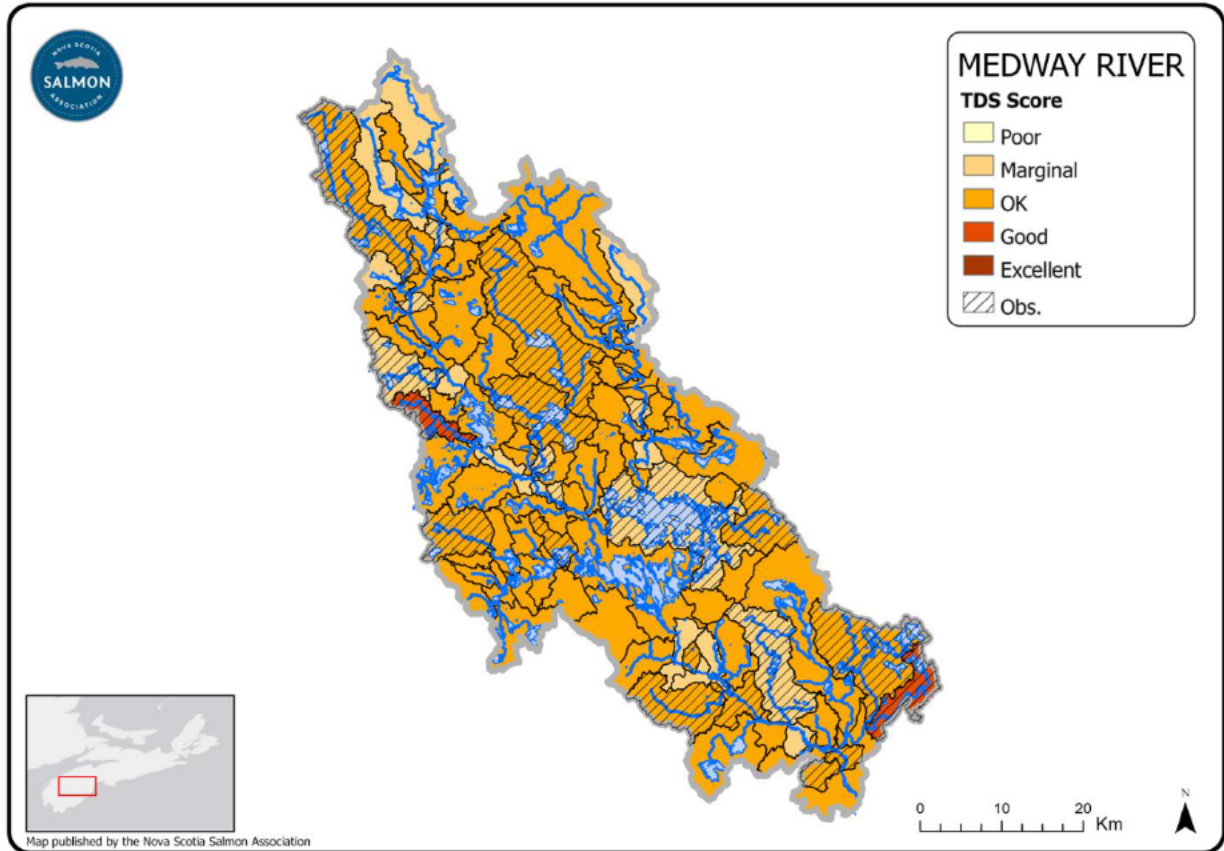 NOVA SCOTIA
SALMON
ASSOCIATION
MEDWAY RIVER
TDS Score
Poor
Marginal
OK
Good
Excellent
Obs.
0 10 20
Km
N
Map published by the Nova Scotia Salmon Association